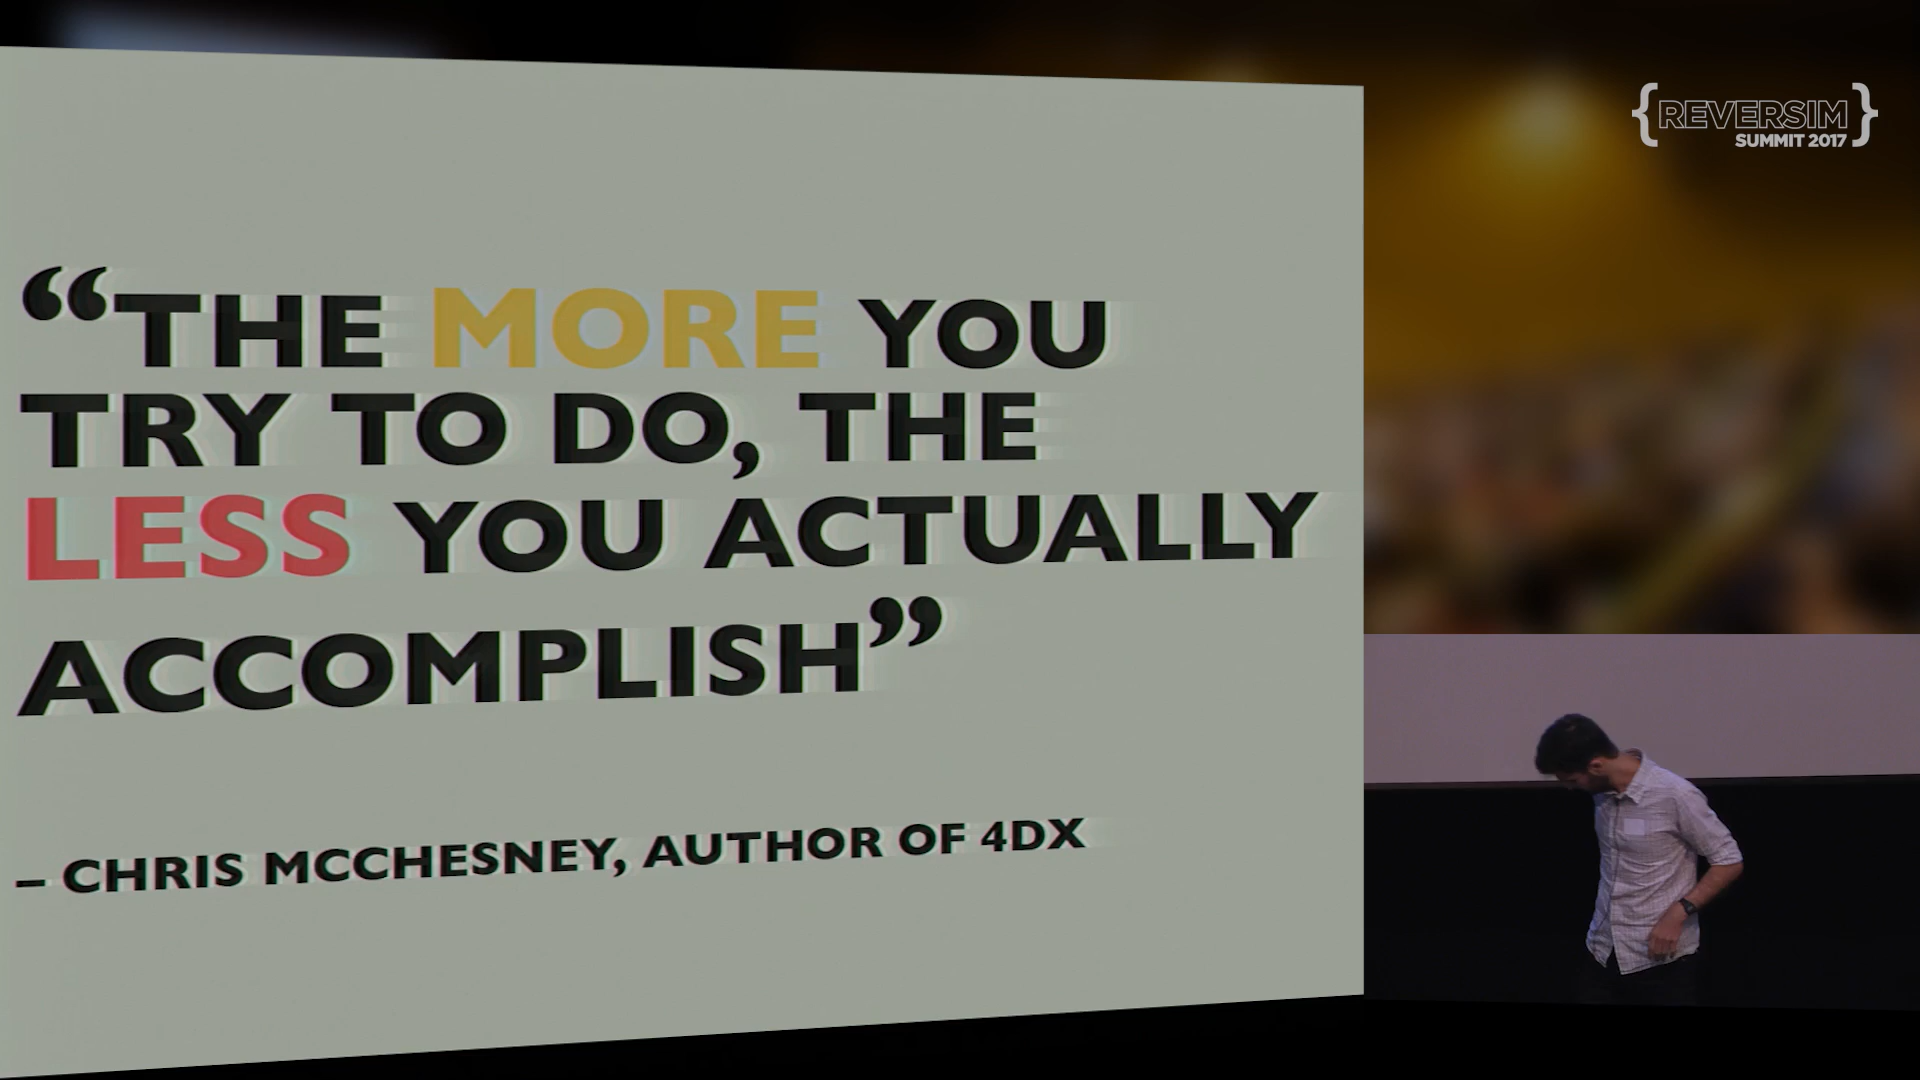 “THE MORE YOU
TRY TO DO, THE
LESS YOU ACTUALLY
ACCOMPLISH”
– CHRIS MCCHESNEY, AUTHOR OF 4DX
{REVERSIM}
SUMMIT 2017